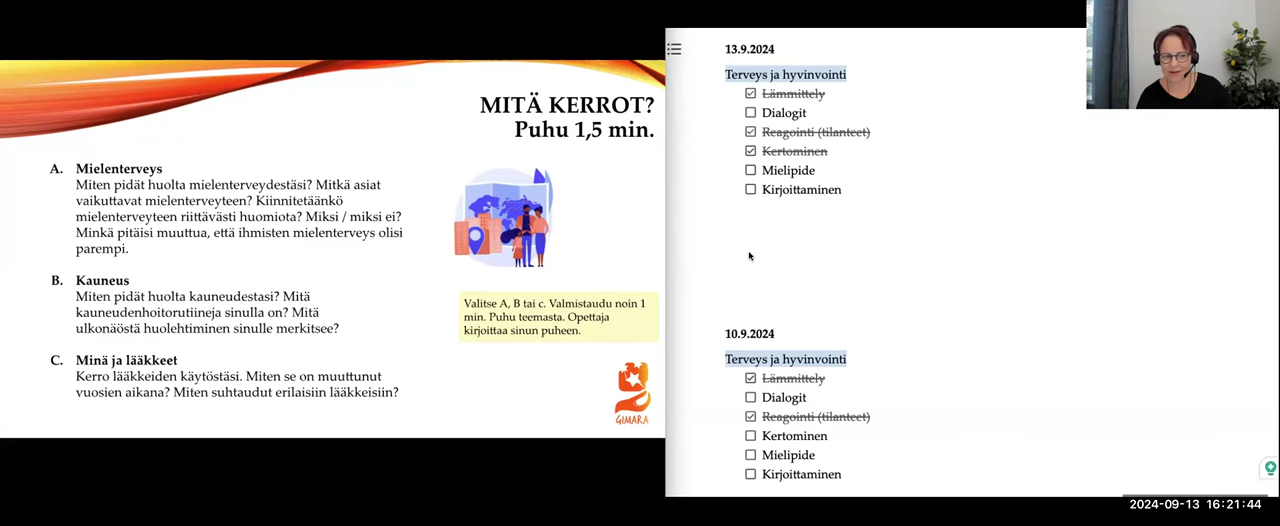 MITÄ KERROT?
Puhu 1,5 min.
A. Mielenterveys
Miten pidät huolta mielenterveydestäsi? Mitkä asiat
vaikuttavat mielenterveyteen? Kiinnitetäänkö
mielenterveyteen riittävästi huomiota? Miksi / miksi ei?
Minkä pitäisi muuttua, että ihmisten mielenterveys olisi
parempi.
B. Kauneus
Miten pidät huolta kauneudestasi? Mitä
kauneudenhoitorutiineja sinulla on? Mitä
ulkonäöstä huolehtiminen sinulle merkitsee?
C. Minä ja lääkkeet
Kerro lääkkeiden käytöstäsi. Miten se on muuttunut
vuosien aikana? Miten suhtaudut erilaisiin lääkkeisiin?
Valitse A, B tai c. Valmistaudu noin 1
min. Puhu teemasta. Opettaja
kirjoittaa sinun puheen.
GIMARA
13.9.2024
Terveys ja hyvinvointi
Lämmittely
Dialogit
Reagointi (tilanteet)
Kertominen
Mielipide
Kirjoittaminen
10.9.2024
Terveys ja hyvinvointi
Lämmittely
Dialogit
Reagointi (tilanteet)
Kertominen
Mielipide
Kirjoittaminen
2024-09-13 16:21:44